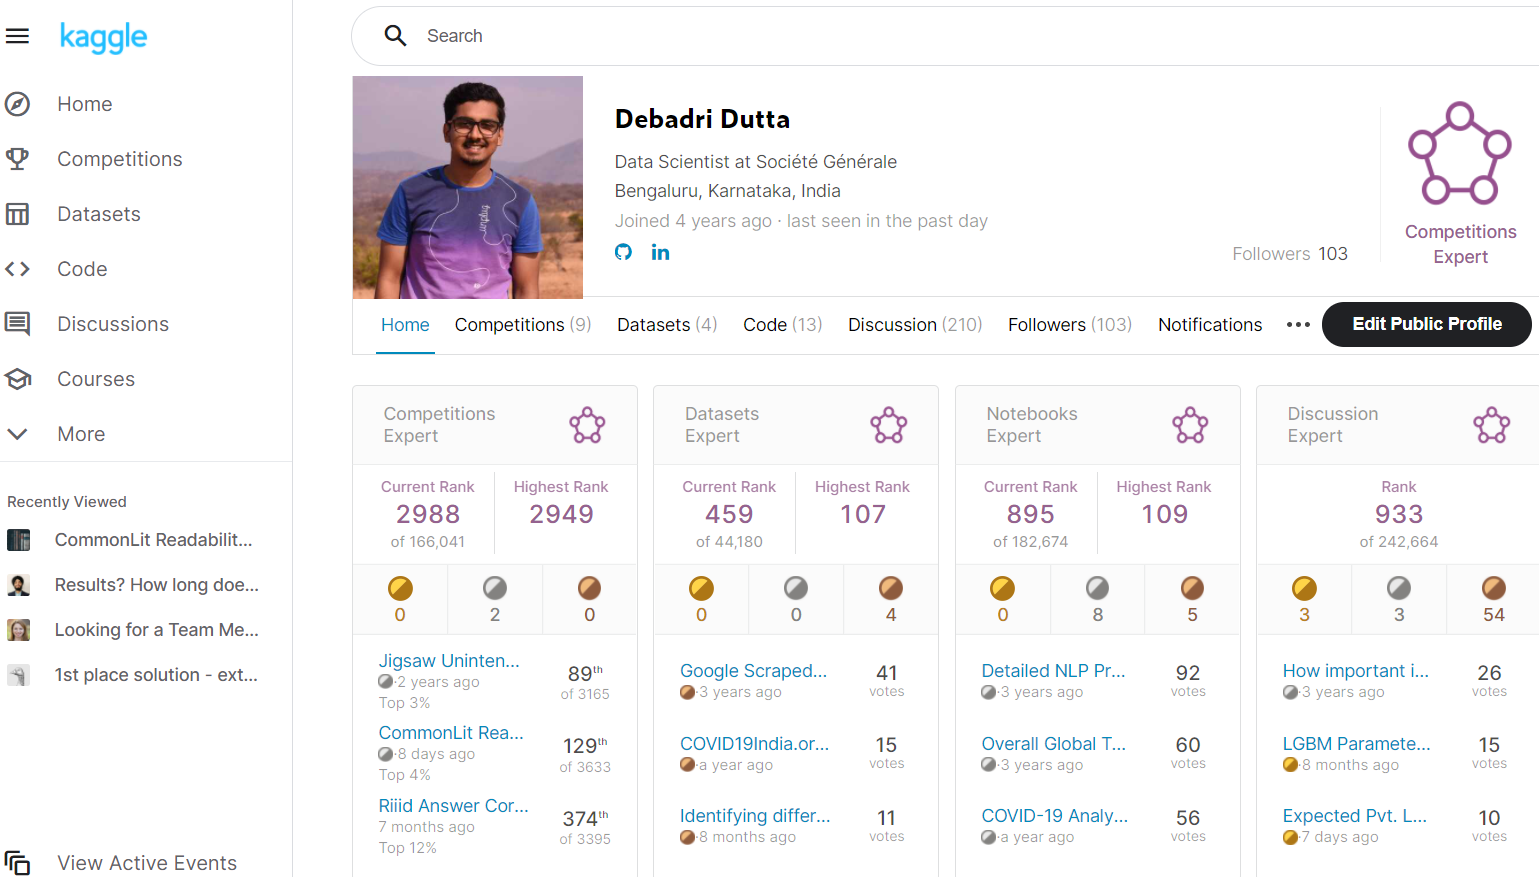 kaggle
Search
Home
Competitions
Datasets
Code
Discussions
Courses
More
Recently Viewed
CommonLit Readabilit...
Results? How long doe...
Looking for a Team Me...
1st place solution - ext...
View Active Events
Debadri Dutta
Data Scientist at Société Générale
Bengaluru, Karnataka, India
Joined 4 years ago · last seen in the past day
in
Followers 103
Competitions
Expert
Home Competitions (9) Datasets (4) Code (13) Discussion (210) Followers (103) Notifications ••• Edit Public Profile
Competitions
Expert
Current Rank Highest Rank
2988 2949
of 166,041
0 2 0
Jigsaw Uninten... 89th
·2 years ago of 3165
Top 3%
CommonLit Rea... 129th
·8 days ago of 3633
Top 4%
Riiid Answer Cor... 374th
7 months ago of 3395
Top 12%
Datasets
Expert
Current Rank Highest Rank
459 107
of 44,180
0 0 4
Google Scraped... 41
·3 years ago votes
COVID19India.or... 15
·a year ago votes
Identifying differ... 11
·8 months ago votes
Notebooks
Expert
Current Rank Highest Rank
895 109
of 182,674
0 8 5
Detailed NLP Pr... 92
·3 years ago votes
Overall Global T... 60
·3 years ago votes
COVID-19 Analy... 56
·a year ago votes
Discussion
Expert
Rank
933
of 242,664
3 3 54
How important i... 26
·3 years ago votes
LGBM Paramete... 15
·8 months ago votes
Expected Pvt. L... 10
·7 days ago votes